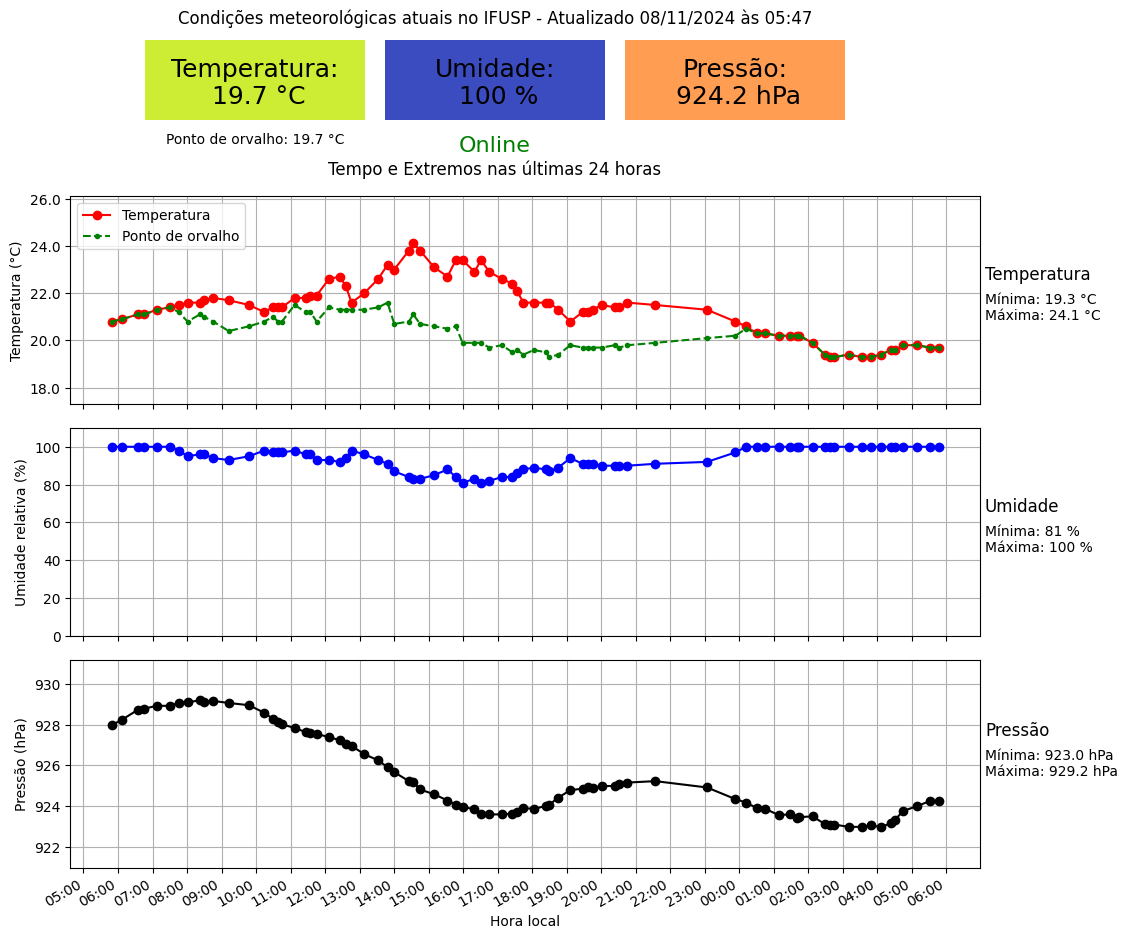 Condições meteorológicas atuais no IFUSP - Atualizado 08/11/2024 às 05:47
Temperatura:
19.7 °C
Umidade:
100 %
Pressão:
924.2 hPa
Ponto de orvalho: 19.7 °C
Online
Tempo e Extremos nas últimas 24 horas
Temperatura (°C)
26.0
24.0
22.0
20.0
18.0
Temperatura
Ponto de orvalho
Temperatura
Mínima: 19.3 °C
Máxima: 24.1 °C
Umidade relativa (%)
100
80
60
40
20
0
Umidade
Mínima: 81 %
Máxima: 100 %
Pressão (hPa)
930
928
926
924
922
Pressão
Mínima: 923.0 hPa
Máxima: 929.2 hPa
05:00 06:00 07:00 08:00 09:00 10:00 11:00 12:00 13:00 14:00 15:00 16:00 17:00 18:00 19:00 20:00 21:00 22:00 23:00 00:00 01:00 02:00 03:00 04:00 05:00 06:00
Hora local